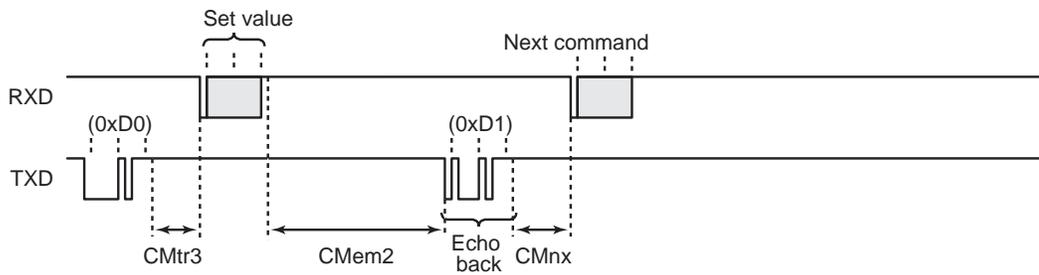 Set value
Next command
RXD
(0xD0)
(0xD1)
TXD
CMtr3
CMem2
Echo
back
CMnx